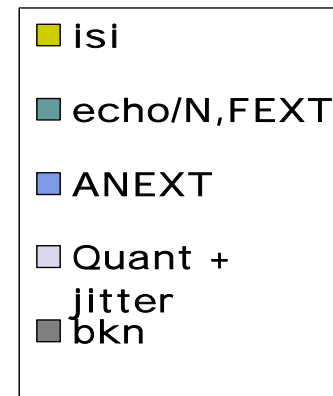 isi
echo/N,FEXT
ANEXT
Quant +
jitter
bkn